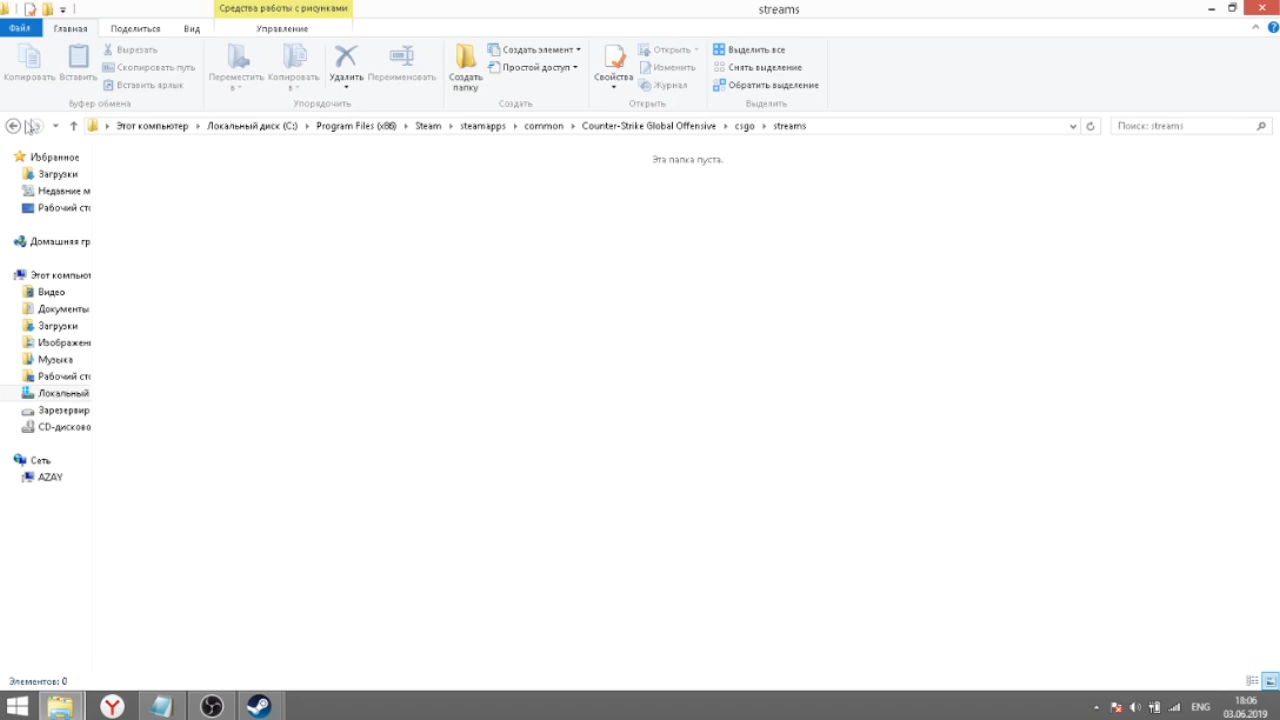 Средства работы с рисунками
streams
Файл
Главная
Поделиться
Вид
Управление
Копировать
Вставить
Вырезать
Скопировать путь
Вставить ярлык
Буфер обмена
Переместить в
Копировать в
Удалить
Переименовать
Упорядочить
Создать папку
Создать элемент
Простой доступ
Создать
Свойства
Открыть
Изменить
Журнал
Открыть
Выделить все
Снять выделение
Обратить выделение
Выделить
Этот компьютер
Локальный диск (C:)
Program Files (x86)
Steam
steamapps
common
Counter-Strike Global Offensive
csgo
streams
Поиск: streams
Эта папка пуста.
Избранное
Загрузки
Недавние м
Рабочий сто
Домашняя гр
Этот компьют
Видео
Документы
Загрузки
Изображени
Музыка
Рабочий сто
Локальный
Зарезервир
CD-дисково
Сеть
AZAY
Элементов: 0
ENG
18:06
03.06.2019